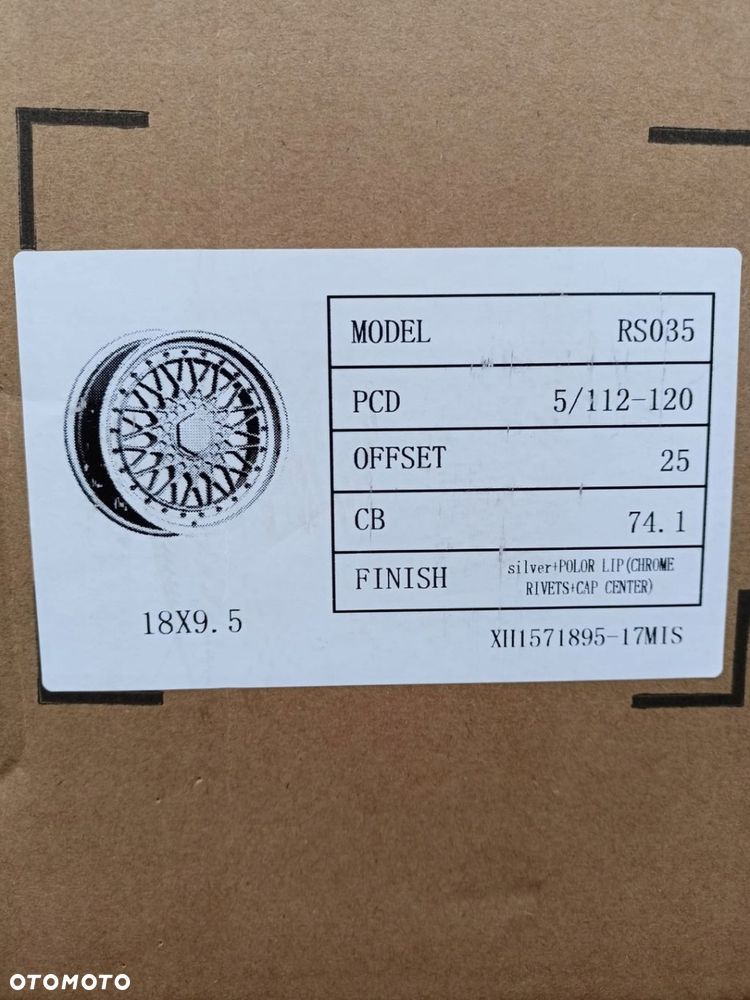 MODEL RS035
PCD 5/112-120
OFFSET 25
CB 74.1
FINISH silver+POLOR LIP(CHROME
RIVETS+CAP CENTER)
18X9.5
XH1571895-17MIS
OTOMOTO